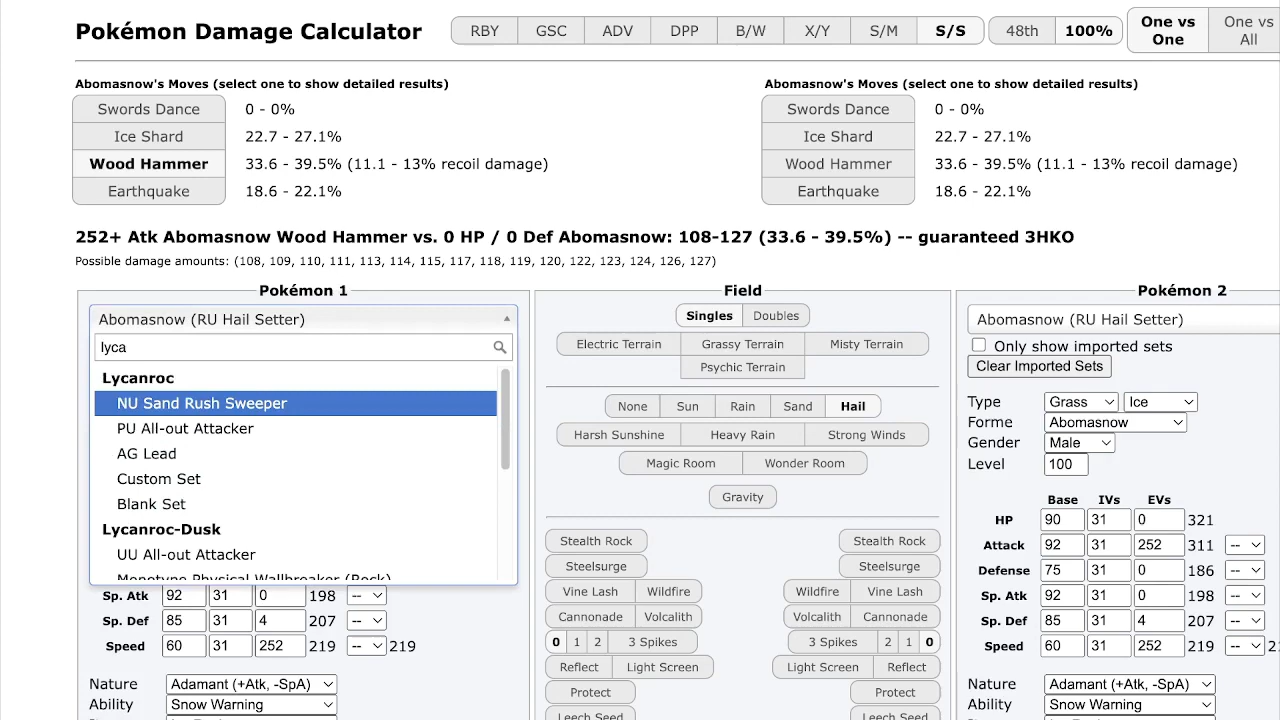 Pokémon Damage Calculator RBY GSC ADV DPP B/W X/Y S/M S/S 48th 100% One vs One One vs All
Abomasnow's Moves (select one to show detailed results)
Swords Dance 0 - 0%
Ice Shard 22.7 - 27.1%
Wood Hammer 33.6 - 39.5% (11.1 - 13% recoil damage)
Earthquake 18.6 - 22.1%
Abomasnow's Moves (select one to show detailed results)
Swords Dance 0 - 0%
Ice Shard 22.7 - 27.1%
Wood Hammer 33.6 - 39.5% (11.1 - 13% recoil damage)
Earthquake 18.6 - 22.1%
252+ Atk Abomasnow Wood Hammer vs. 0 HP / 0 Def Abomasnow: 108-127 (33.6 - 39.5%) -- guaranteed 3HKO
Possible damage amounts: (108, 109, 110, 111, 113, 114, 115, 117, 118, 119, 120, 122, 123, 124, 126, 127)
Pokémon 1
Abomasnow (RU Hail Setter)
lyca
Lycanroc
NU Sand Rush Sweeper
PU All-out Attacker
AG Lead
Custom Set
Blank Set
Lycanroc-Dusk
UU All-out Attacker
Monotype Physical Wallbreaker (Rock)
Sp. Atk 92 31 0 198 --
Sp. Def 85 31 4 207 --
Speed 60 31 252 219 -- 219
Nature Adamant (+Atk, -SpA)
Ability Snow Warning
Field
Singles Doubles
Electric Terrain Grassy Terrain Misty Terrain
Psychic Terrain
None Sun Rain Sand Hail
Harsh Sunshine Heavy Rain Strong Winds
Magic Room Wonder Room
Gravity
Stealth Rock Stealth Rock
Steelsurge Steelsurge
Vine Lash Wildfire Wildfire Vine Lash
Cannonade Volcalith Volcalith Cannonade
0 1 2 3 Spikes 3 Spikes 2 1 0
Reflect Light Screen Light Screen Reflect
Protect Protect
Leech Seed Leech Seed
Pokémon 2
Abomasnow (RU Hail Setter)
Only show imported sets
Clear Imported Sets
Type Grass Ice
Forme Abomasnow
Gender Male
Level 100
Base IVs EVs
HP 90 31 0 321
Attack 92 31 252 311 --
Defense 75 31 0 186 --
Sp. Atk 92 31 0 198 --
Sp. Def 85 31 4 207 --
Speed 60 31 252 219 --
Nature Adamant (+Atk, -SpA)
Ability Snow Warning